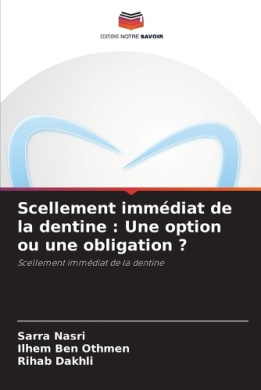 EDITIONS NOTRE SAVOIR
Scellement immédiat de
la dentine : Une option
ou une obligation ?
Scellement immédiat de la dentine
Sarra Nasri
Ilhem Ben Othmen
Rihab Dakhli